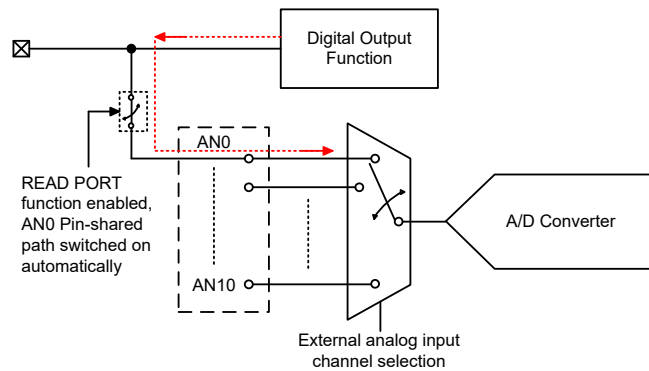 Digital Output
Function
AN0
READ PORT
function enabled,
AN0 Pin-shared
path switched on
automatically
A/D Converter
AN10
External analog input
channel selection